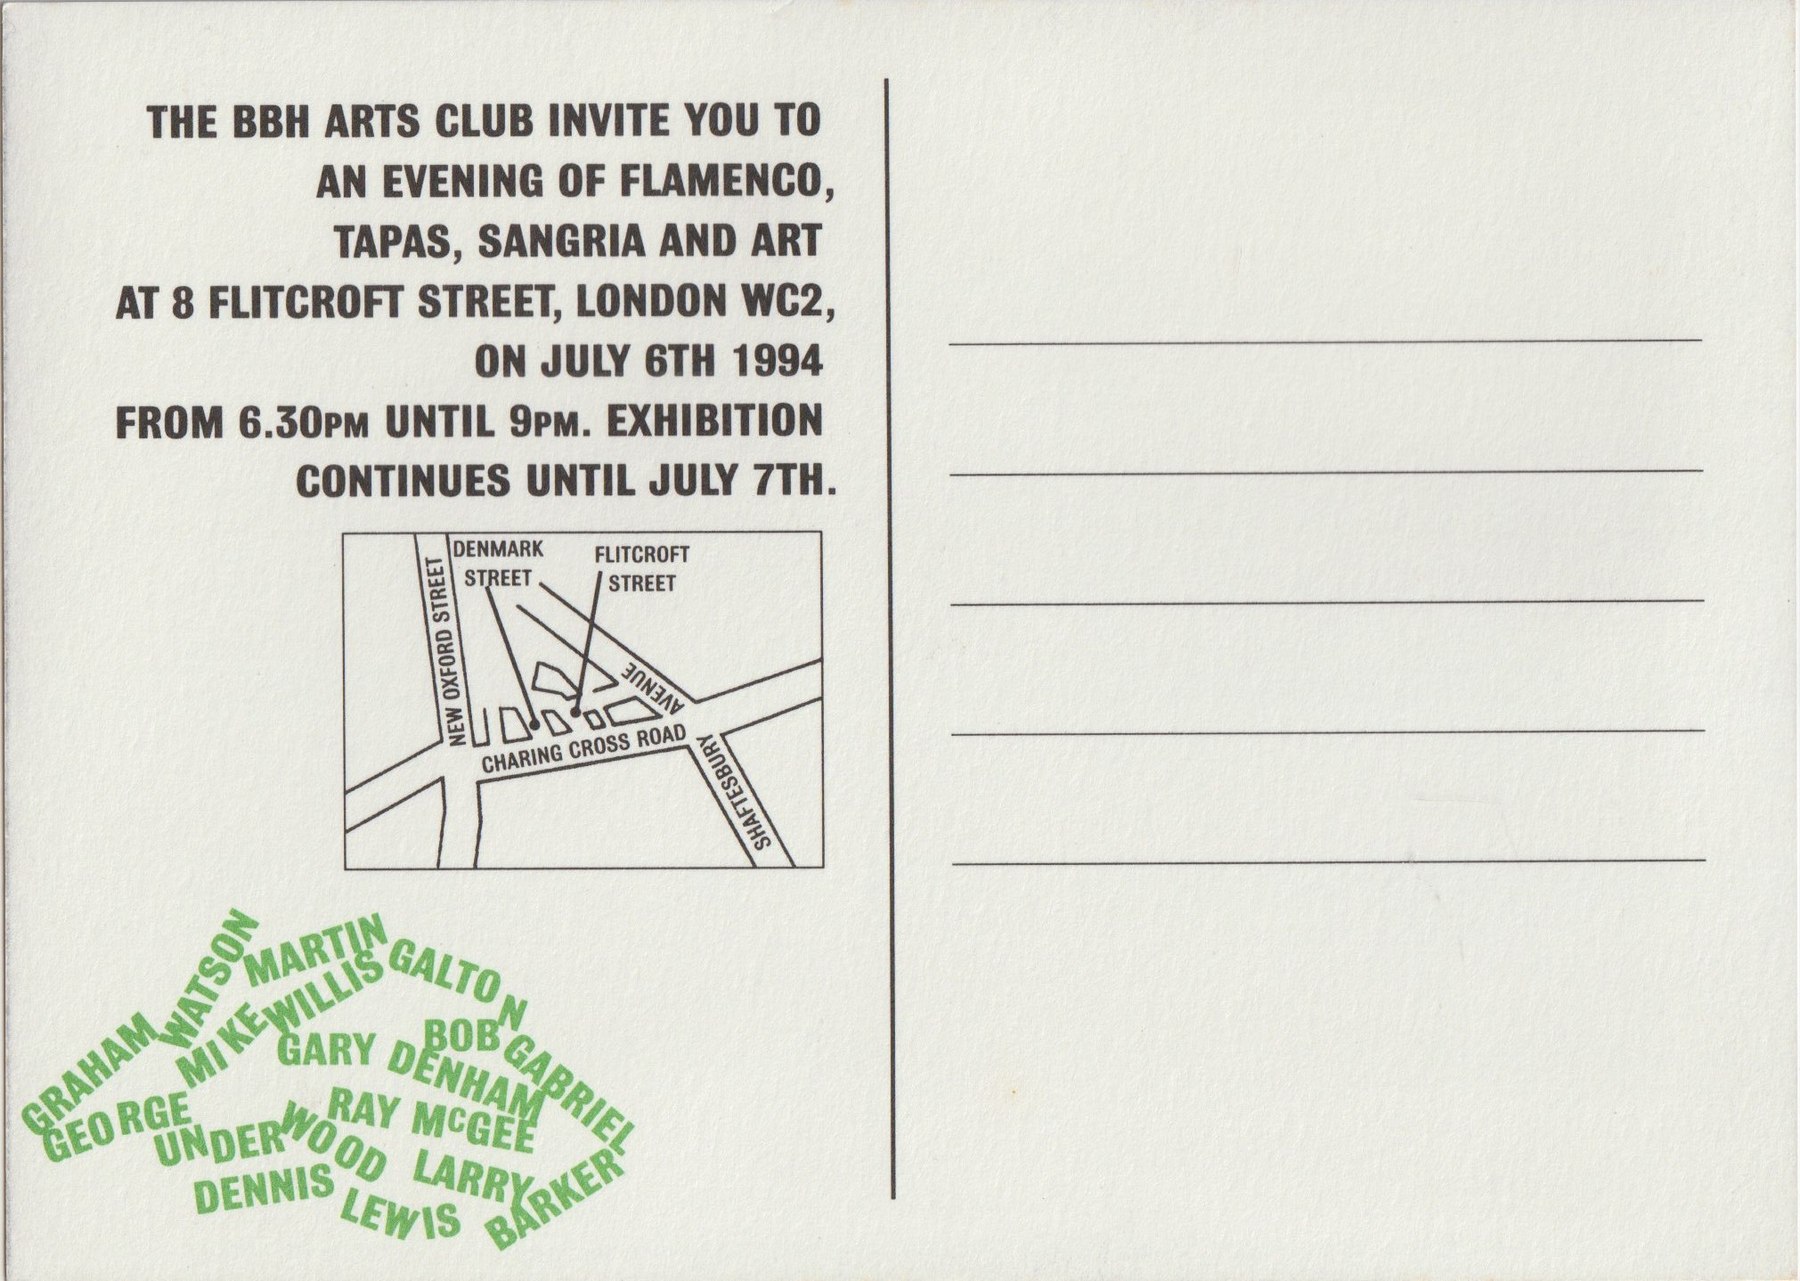 THE BBH ARTS CLUB INVITE YOU TO
AN EVENING OF FLAMENCO,
TAPAS, SANGRIA AND ART
AT 8 FLITCROFT STREET, LONDON WC2,
ON JULY 6TH 1994
FROM 6.30PM UNTIL 9PM. EXHIBITION
CONTINUES UNTIL JULY 7TH.
DENMARK
STREET
FLITCROFT
STREET
NEW OXFORD STREET
CHARING CROSS ROAD
SHAFTESBURY
AVENUE
GRAHAM
WATSON
MARTIN
GALTON
MIKE
WILLIS
GARY DENHAM
BOB
GABRIEL
GEORGE
UNDERWOOD
RAY McGEE
DENNIS
LEWIS
LARRY
BARKER